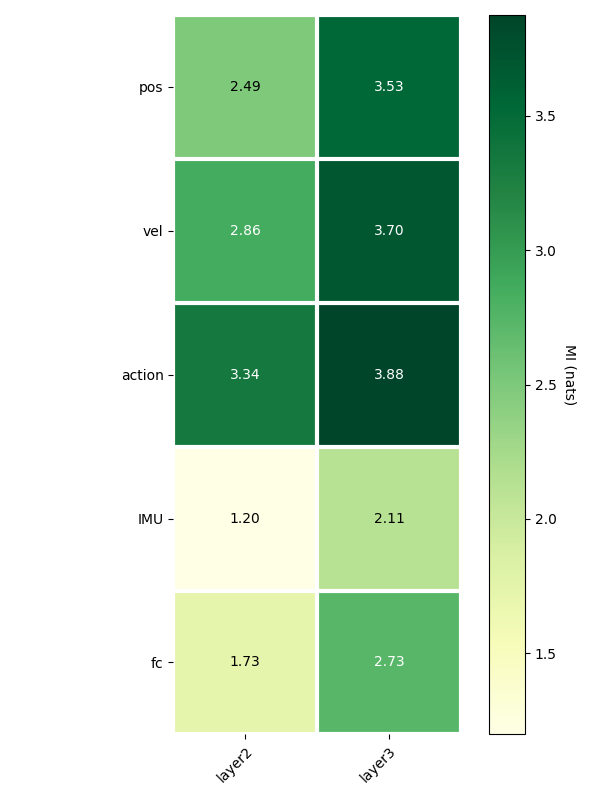 pos 2.49 3.53
vel 2.86 3.70
action 3.34 3.88
IMU 1.20 2.11
fc 1.73 2.73
layer2 layer3
3.5
3.0
2.5
2.0
1.5
MI (nats)